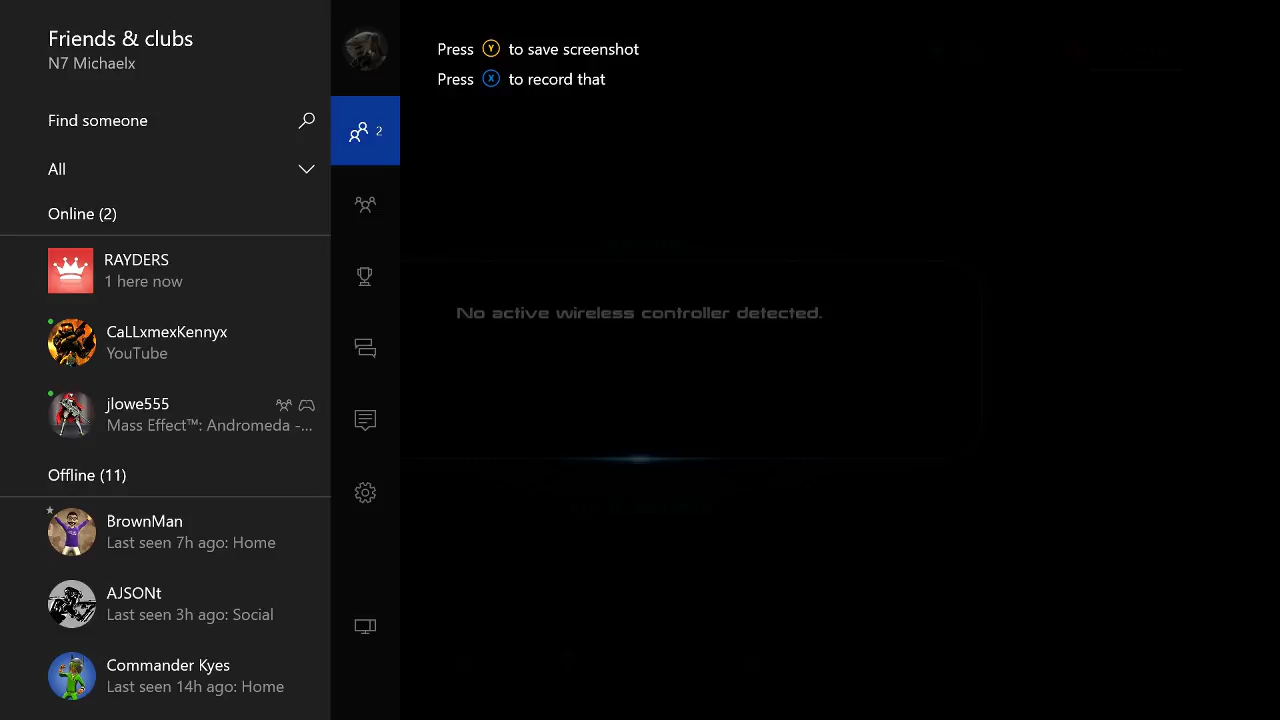 Friends & clubs
N7 Michaelx
Find someone
All
Online (2)
RAYDERS
1 here now
CaLLxmexKennyx
YouTube
jlowe555
Mass Effect™: Andromeda -...
Offline (11)
BrownMan
Last seen 7h ago: Home
AJSONt
Last seen 3h ago: Social
Commander Kyes
Last seen 14h ago: Home
2
Press Y to save screenshot
Press X to record that
No active wireless controller detected.